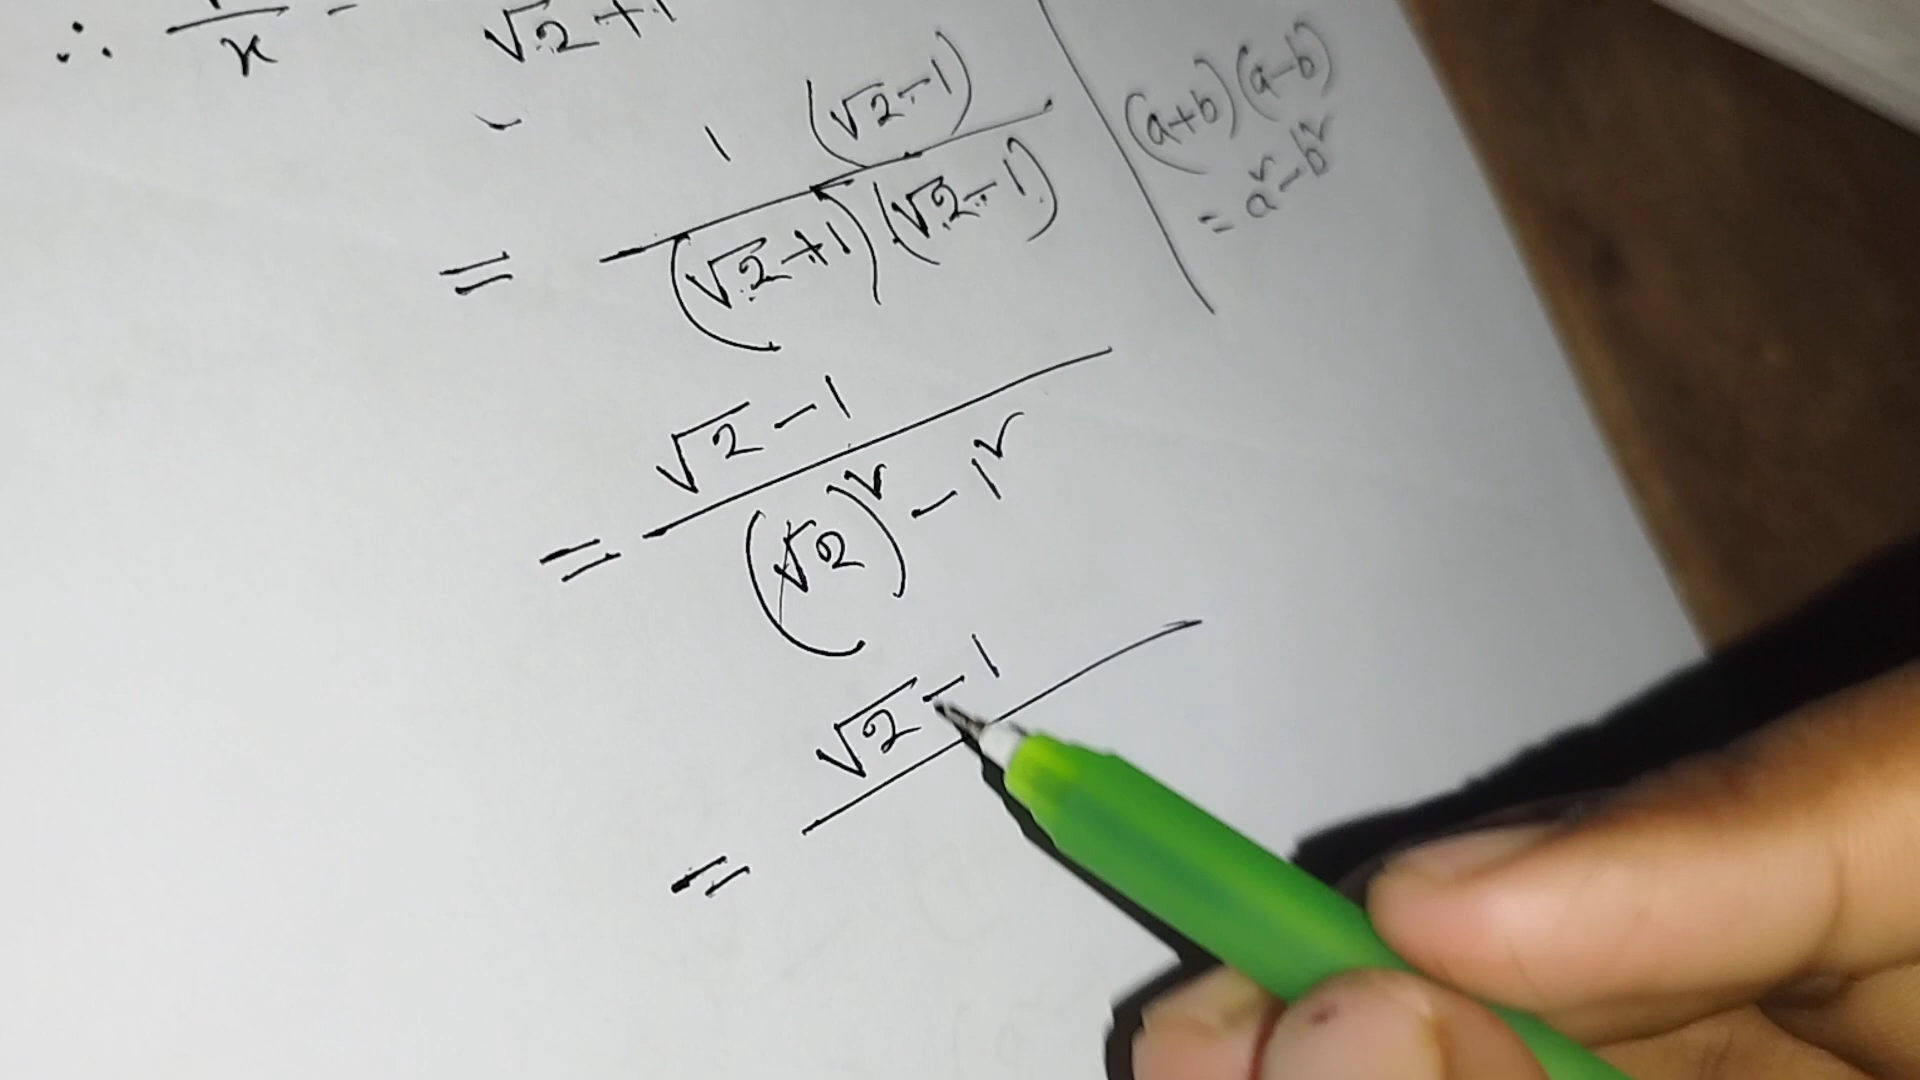 ∴ 1/x = 1/(√2+1)
= 1 (√2-1) / (√2+1)(√2-1)
(a+b)(a-b)
= a² - b²
= (√2-1) / ((√2)² - 1²)
= √2-1 /